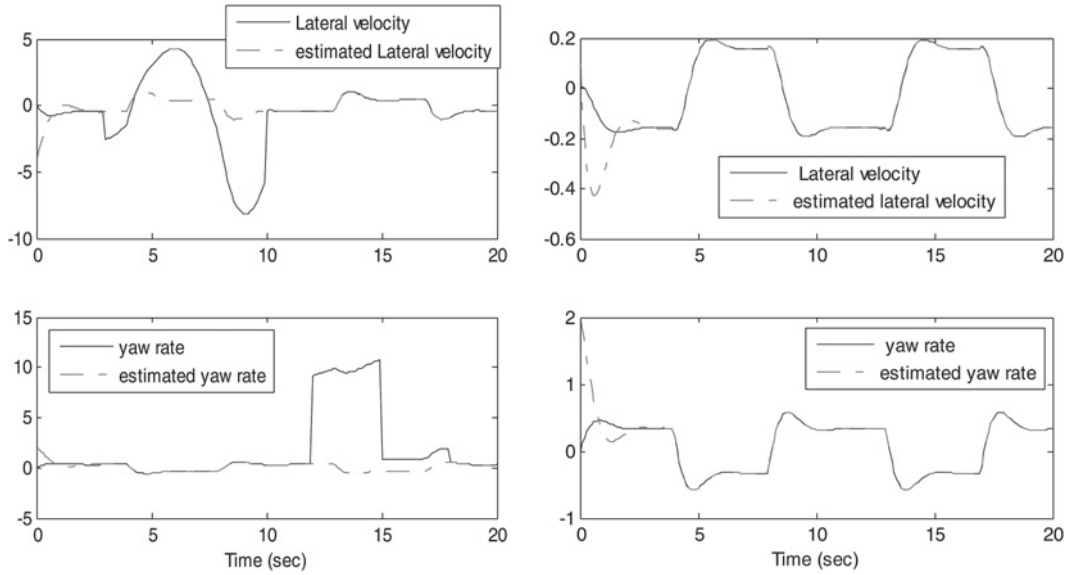 Lateral velocity
estimated Lateral velocity
5
0
-5
-10
0 5 10 15 20
0.2
0
-0.2
-0.4
-0.6
Lateral velocity
estimated lateral velocity
0 5 10 15 20
15
10
5
0
-5
yaw rate
estimated yaw rate
0 5 10 15 20
Time (sec)
2
1
0
-1
yaw rate
estimated yaw rate
0 5 10 15 20
Time (sec)